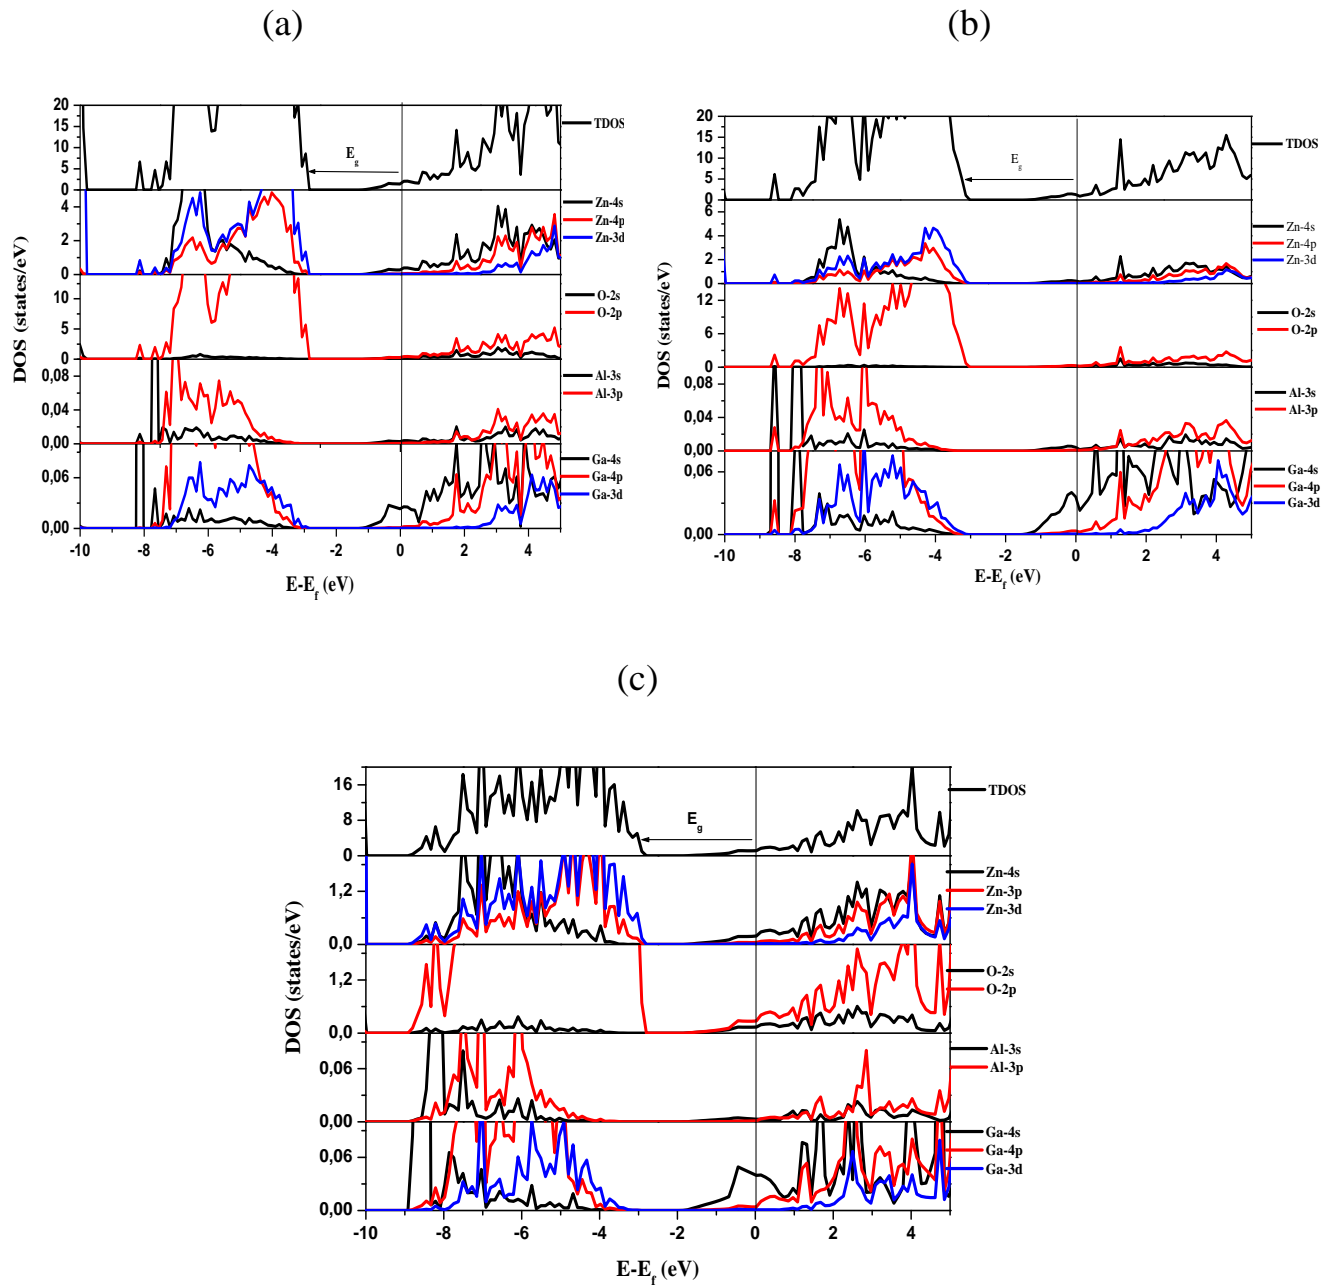 (a)
20
15
10
5
0
E_g
TDOS
4
2
0
Zn-4s
Zn-4p
Zn-3d
10
5
0
O-2s
O-2p
0,08
0,04
0,00
Al-3s
Al-3p
0,06
0,00
Ga-4s
Ga-4p
Ga-3d
-10
-8
-6
-4
-2
0
2
4
DOS (states/eV)
E-E_f (eV)
(b)
20
15
10
5
0
E_g
TDOS
6
4
2
0
Zn-4s
Zn-4p
Zn-3d
12
6
0
O-2s
O-2p
0,08
0,04
0,00
Al-3s
Al-3p
0,06
0,00
Ga-4s
Ga-4p
Ga-3d
-10
-8
-6
-4
-2
0
2
4
DOS (states/eV)
E-E_f (eV)
(c)
16
8
0
E_g
TDOS
1,2
0,0
Zn-4s
Zn-3p
Zn-3d
1,2
0,0
O-2s
O-2p
0,06
0,00
Al-3s
Al-3p
0,06
0,00
Ga-4s
Ga-4p
Ga-3d
-10
-8
-6
-4
-2
0
2
4
DOS (states/eV)
E-E_f (eV)